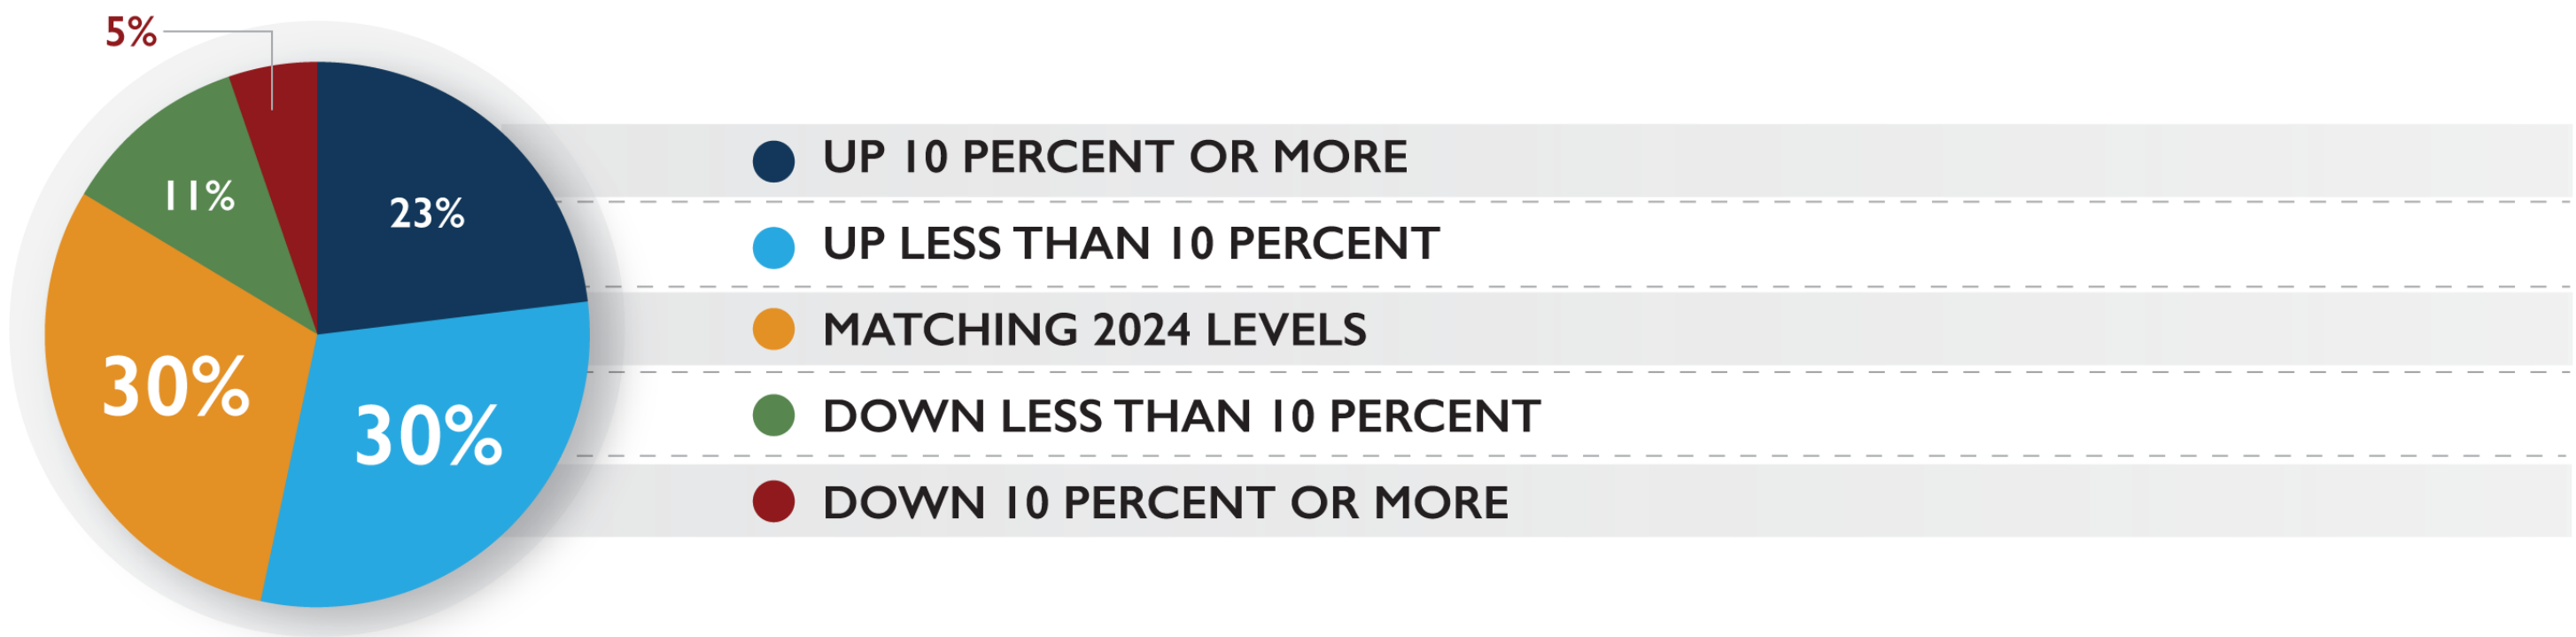 5%
11%
23%
30%
30%
UP 10 PERCENT OR MORE
UP LESS THAN 10 PERCENT
MATCHING 2024 LEVELS
DOWN LESS THAN 10 PERCENT
DOWN 10 PERCENT OR MORE